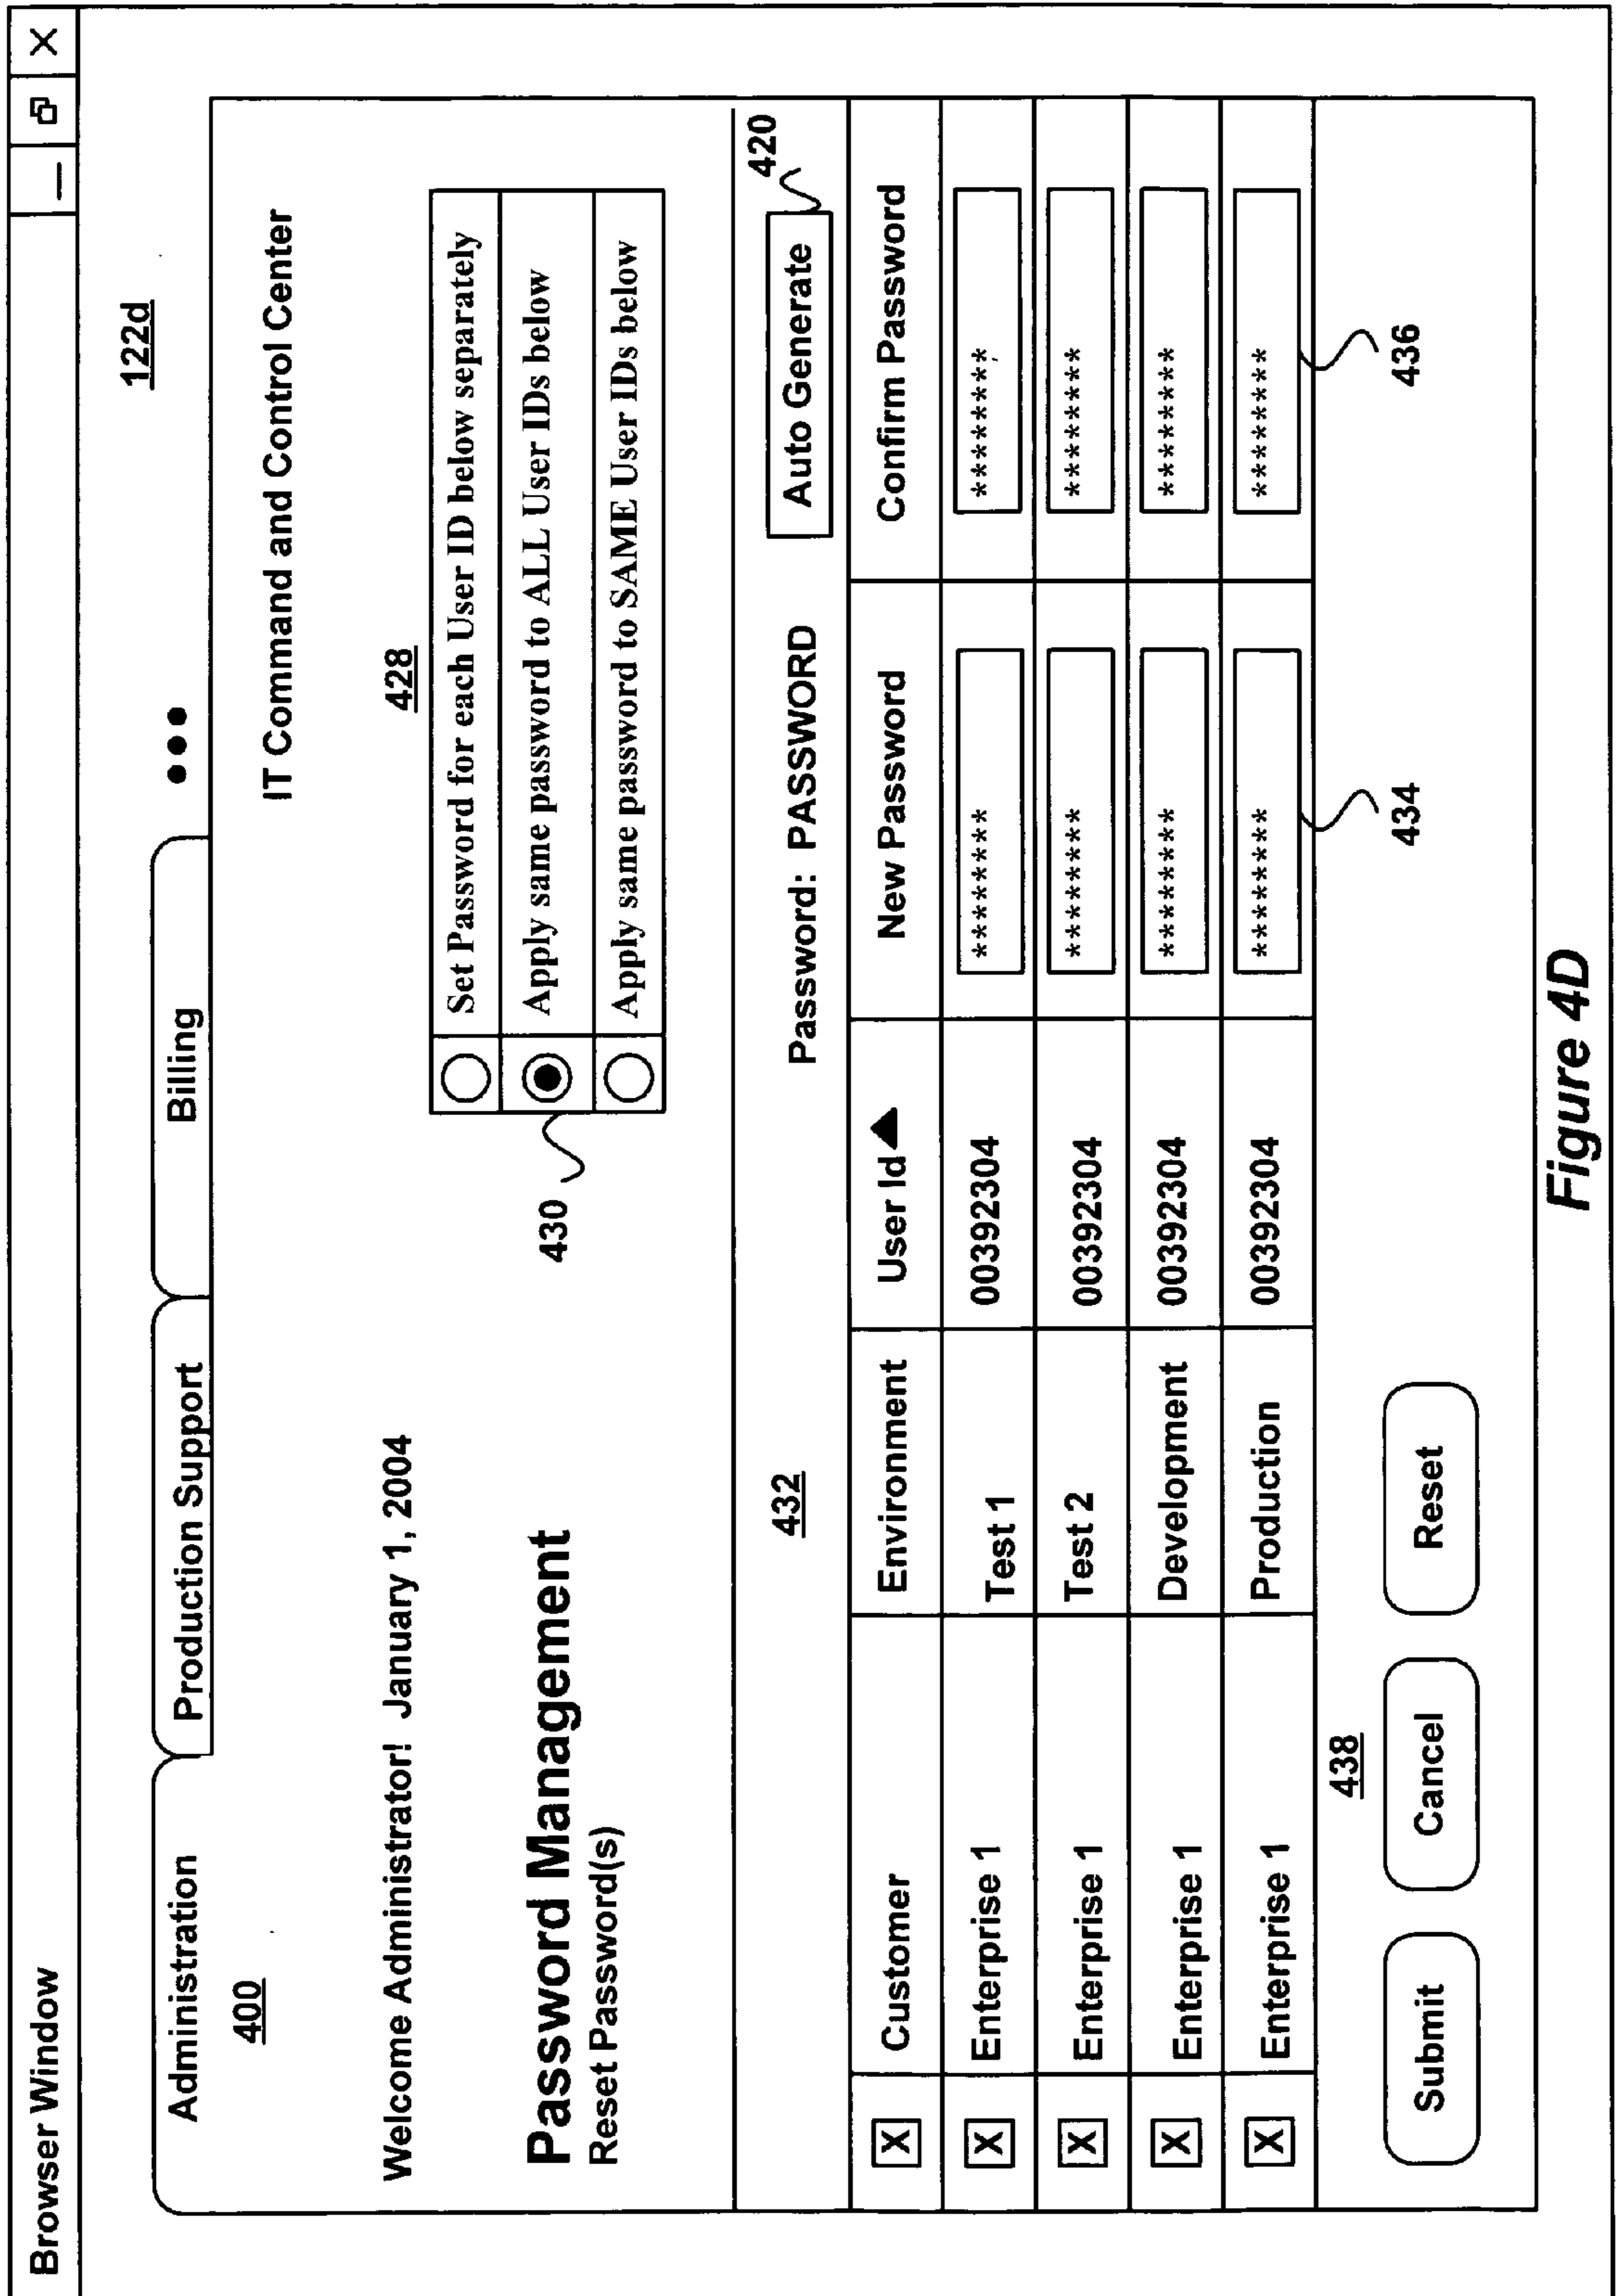 Browser Window
122d
Administration
Production Support
Billing
•••
400
IT Command and Control Center
Welcome Administrator! January 1, 2004
428
Password Management
Reset Password(s)
430
Set Password for each User ID below separately
Apply same password to ALL User IDs below
Apply same password to SAME User IDs below
432
Password: PASSWORD
Auto Generate
420
X Customer Environment User Id▲ New Password Confirm Password
X Enterprise 1 Test 1 00392304 ******** ********
X Enterprise 1 Test 2 00392304 ******** ********
X Enterprise 1 Development 00392304 ******** ********
X Enterprise 1 Production 00392304 ******** ********
438
434
436
Submit
Cancel
Reset
Figure 4D